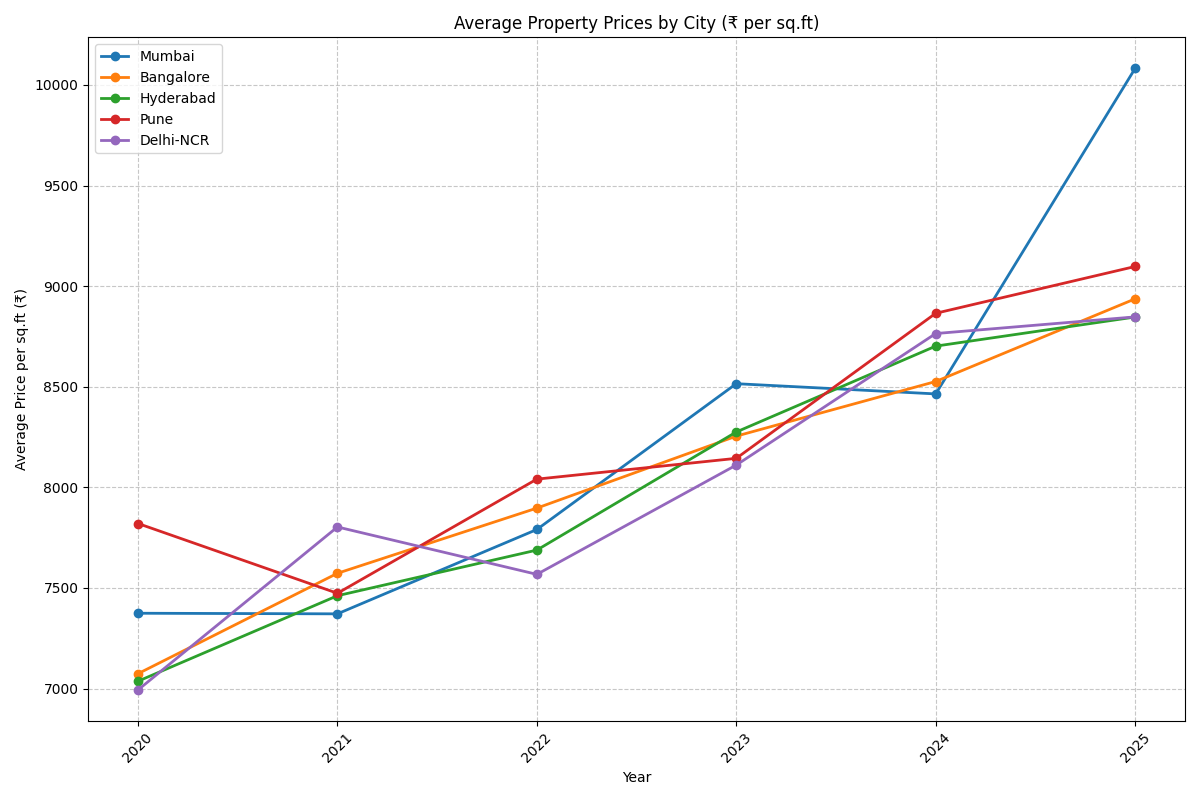 Average Property Prices by City (₹ per sq.ft)
Mumbai
Bangalore
Hyderabad
Pune
Delhi-NCR
Average Price per sq.ft (₹)
10000
9500
9000
8500
8000
7500
7000
2020
2021
2022
2023
2024
2025
Year